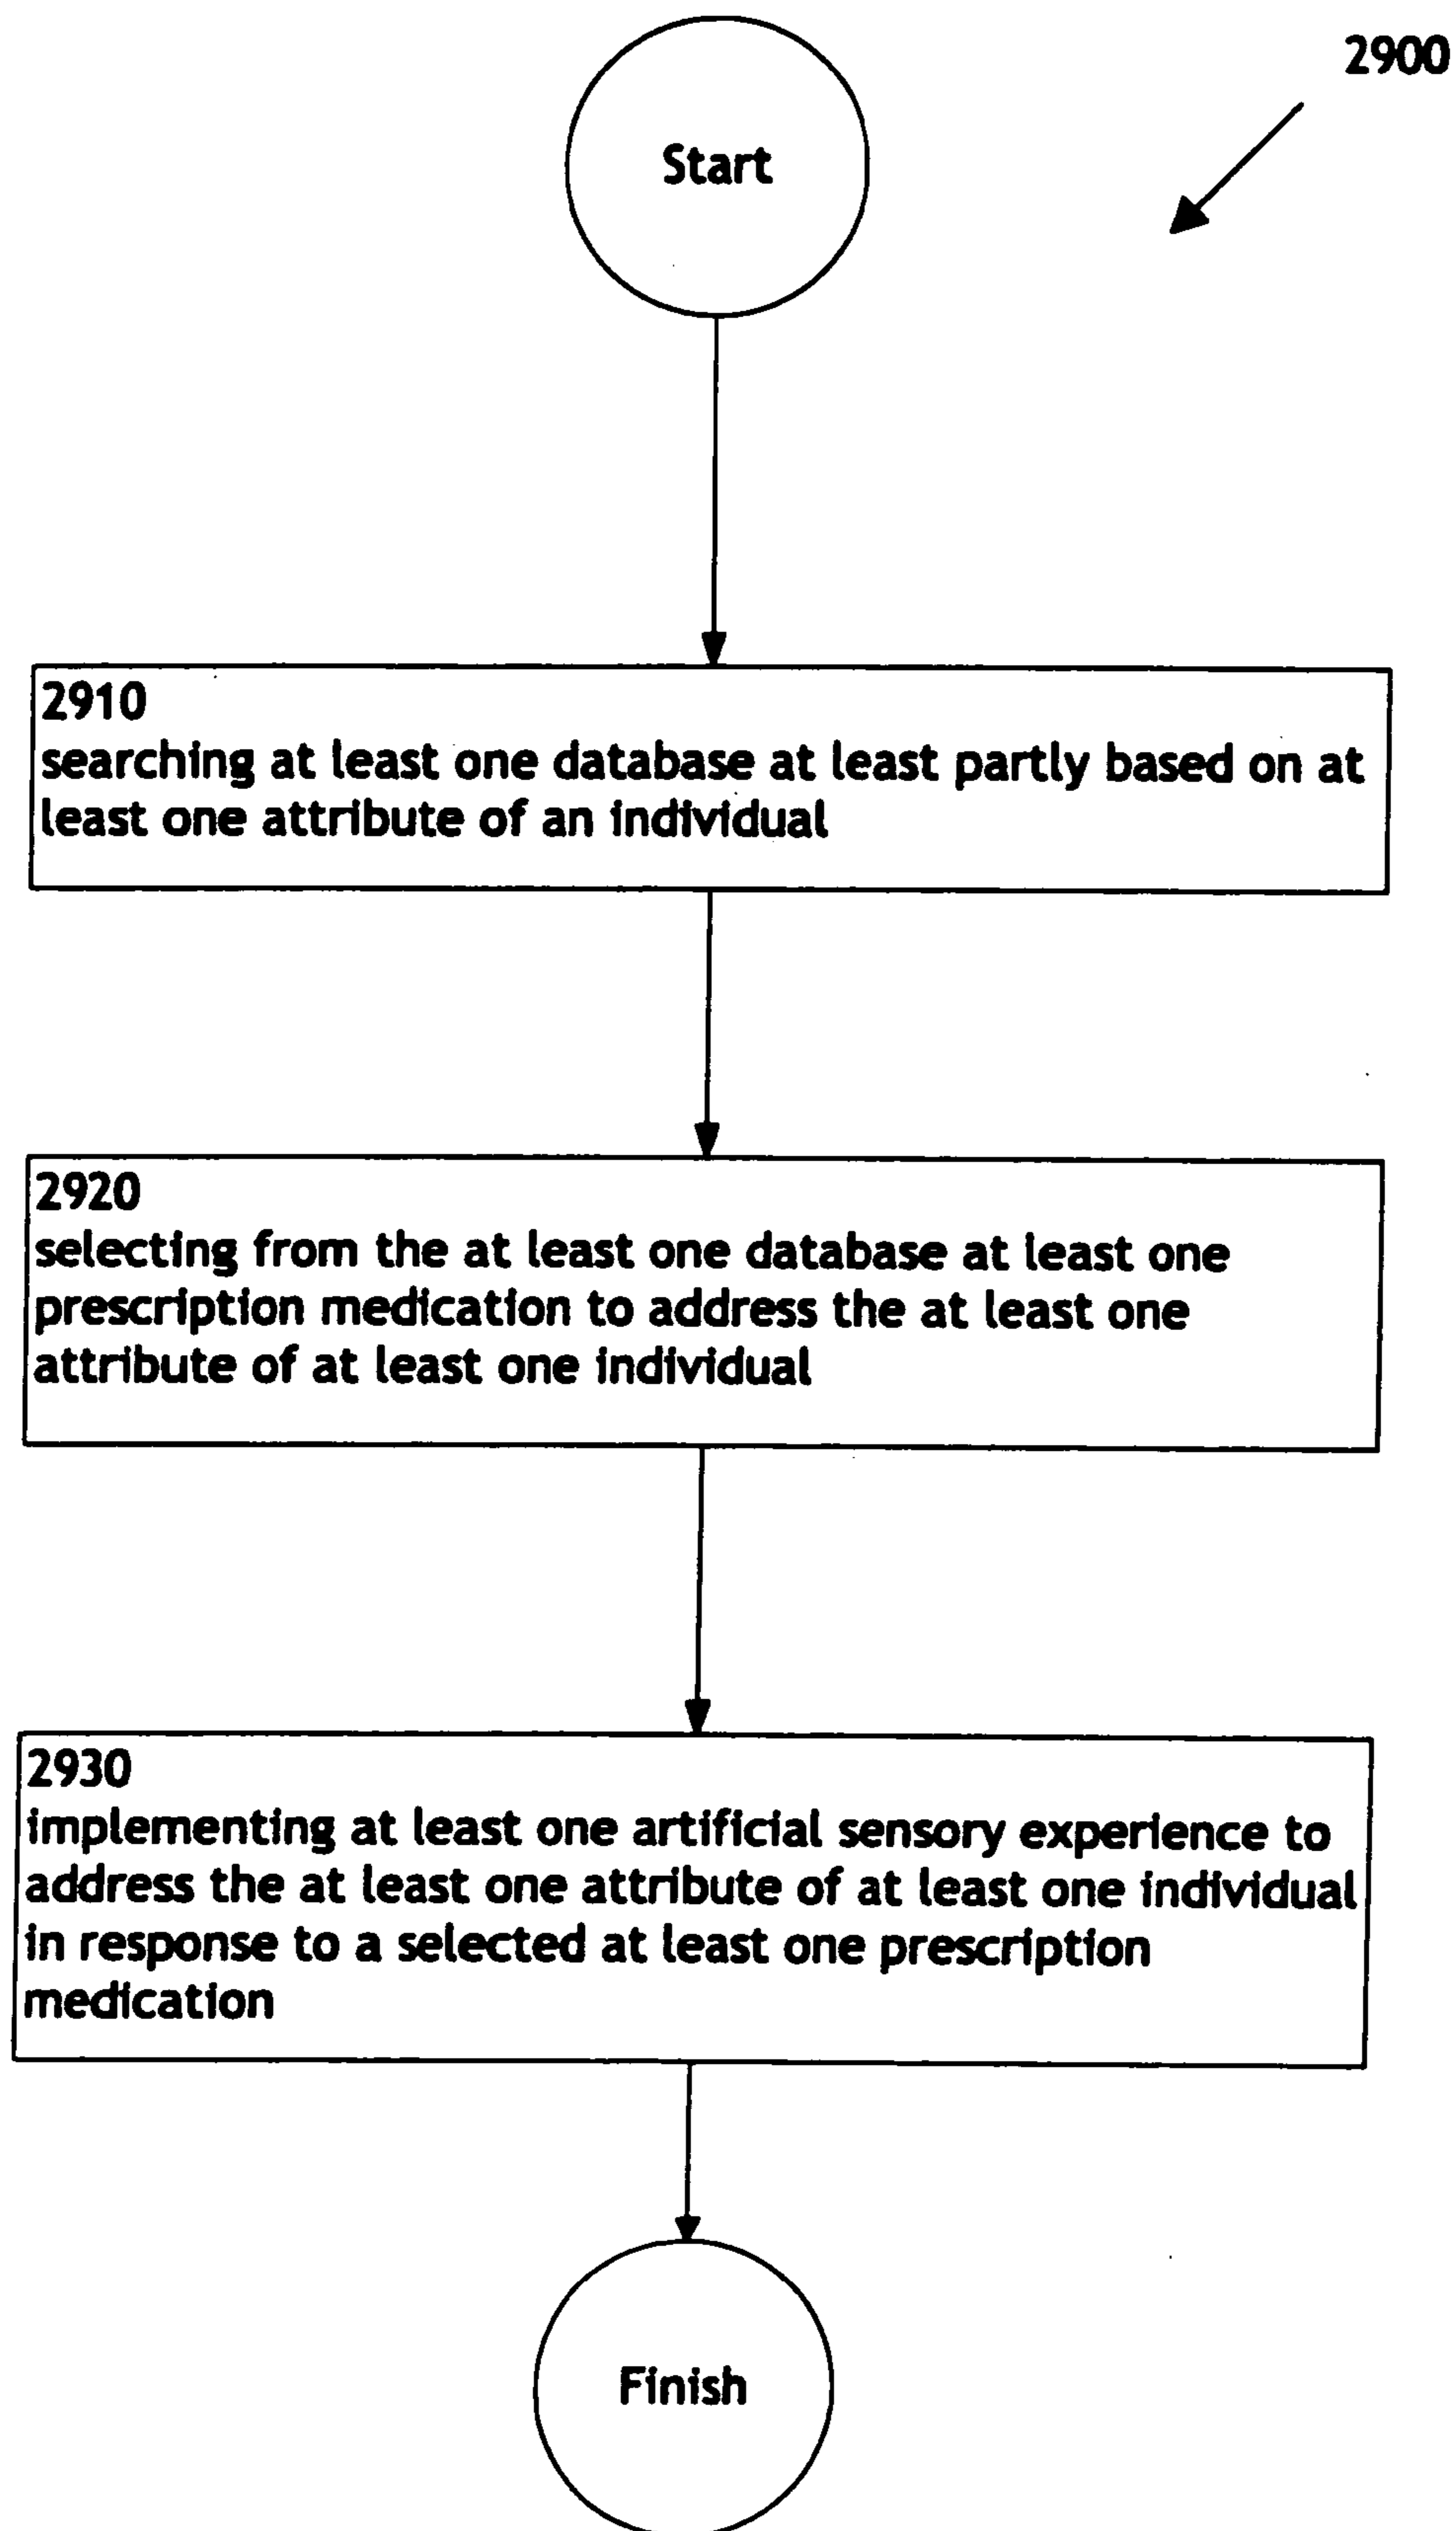 2900
Start
2910
searching at least one database at least partly based on at
least one attribute of an individual
2920
selecting from the at least one database at least one
prescription medication to address the at least one
attribute of at least one individual
2930
implementing at least one artificial sensory experience to
address the at least one attribute of at least one individual
in response to a selected at least one prescription
medication
Finish